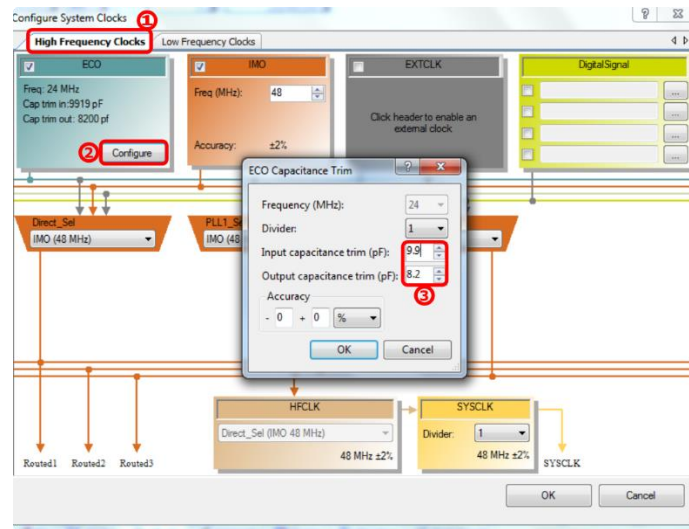 Configure System Clocks
①
High Frequency Clocks
Low Frequency Clocks
ECO
Freq: 24 MHz
Cap trim in:9919 pF
Cap trim out: 8200 pf
②
Configure
IMO
Freq (MHz):
48
Accuracy:
±2%
EXTCLK
Click header to enable an
external clock
DigitalSignal
...
...
...
...
Direct_Sel
IMO (48 MHz)
PLL1_S
IMO (48
ECO Capacitance Trim
Frequency (MHz):
24
Divider:
1
Input capacitance trim (pF):
9.9
Output capacitance trim (pF):
8.2
③
Accuracy
- 0 + 0 %
OK
Cancel
HFCLK
Direct_Sel (IMO 48 MHz)
48 MHz ±2%
SYSCLK
Divider:
1
48 MHz ±2%
Routed1
Routed2
Routed3
SYSCLK
OK
Cancel